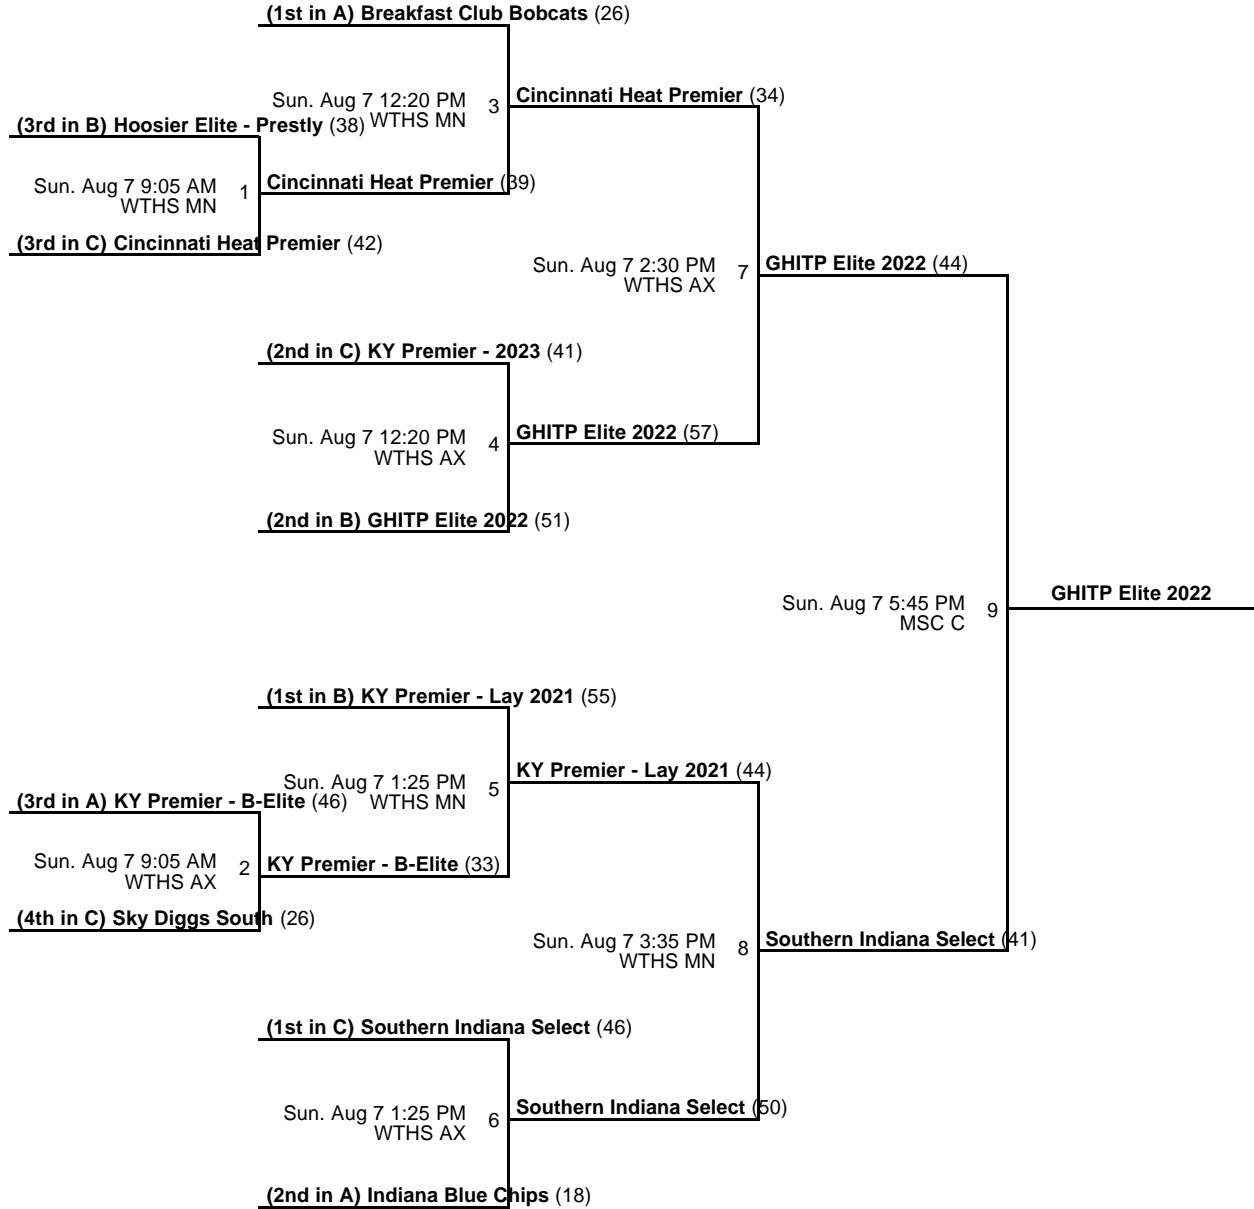 (1st in A) Breakfast Club Bobcats (26)
Sun. Aug 7 12:20 PM
WTHS MN
3
Cincinnati Heat Premier (34)
(3rd in B) Hoosier Elite - Prestly (38)
Sun. Aug 7 9:05 AM
WTHS MN
1
Cincinnati Heat Premier (39)
(3rd in C) Cincinnati Heat Premier (42)
Sun. Aug 7 2:30 PM
WTHS AX
7
GHITP Elite 2022 (44)
(2nd in C) KY Premier - 2023 (41)
Sun. Aug 7 12:20 PM
WTHS AX
4
GHITP Elite 2022 (57)
(2nd in B) GHITP Elite 2022 (51)
Sun. Aug 7 5:45 PM
MSC C
9
GHITP Elite 2022
(1st in B) KY Premier - Lay 2021 (55)
Sun. Aug 7 1:25 PM
WTHS MN
5
KY Premier - Lay 2021 (44)
(3rd in A) KY Premier - B-Elite (46)
Sun. Aug 7 9:05 AM
WTHS AX
2
KY Premier - B-Elite (33)
(4th in C) Sky Diggs South (26)
Sun. Aug 7 3:35 PM
WTHS MN
8
Southern Indiana Select (41)
(1st in C) Southern Indiana Select (46)
Sun. Aug 7 1:25 PM
WTHS AX
6
Southern Indiana Select (50)
(2nd in A) Indiana Blue Chips (18)